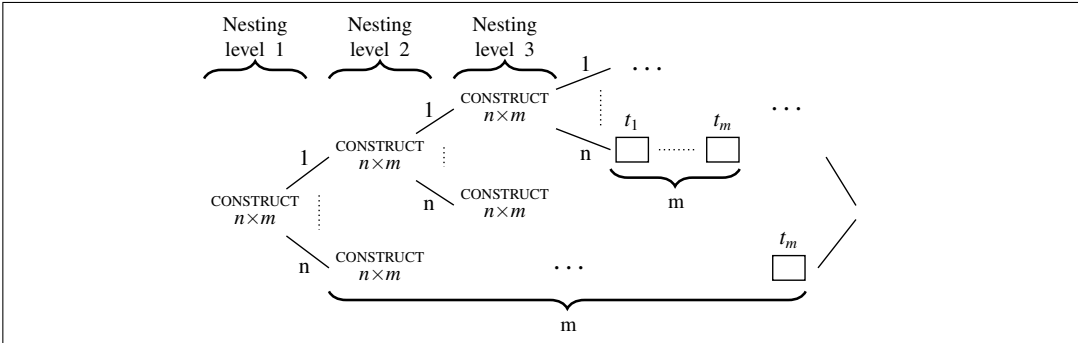 Nesting level 1
Nesting level 2
Nesting level 3
1
...
n
t1
tm
...
m
1
CONSTRUCT
n×m
n
CONSTRUCT
n×m
1
CONSTRUCT
n×m
n
CONSTRUCT
n×m
CONSTRUCT
n×m
...
tm
m